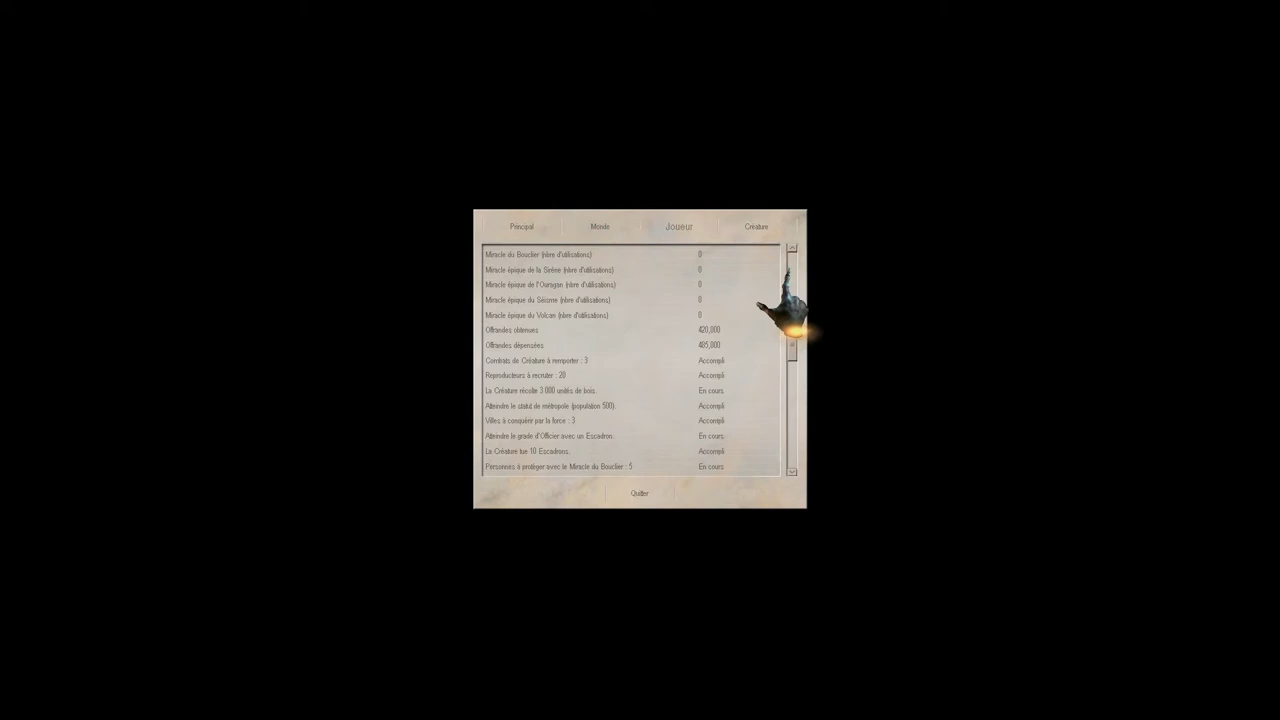 Principal Monde Joueur Créature
Miracle du Bouclier (nbre d'utilisations) 0
Miracle épique de la Sirène (nbre d'utilisations) 0
Miracle épique de l'Ouragan (nbre d'utilisations) 0
Miracle épique du Séisme (nbre d'utilisations) 0
Miracle épique du Volcan (nbre d'utilisations) 0
Offrandes obtenues 420,000
Offrandes dépensées 485,000
Combats de Créature à remporter : 3 Accompli
Reproducteurs à recruter : 20 Accompli
La Créature récolte 3 000 unités de bois. En cours
Atteindre le statut de métropole (population 500). Accompli
Villes à conquérir par la force : 3 Accompli
Atteindre le grade d'Officier avec un Escadron. En cours
La Créature tue 10 Escadrons. Accompli
Personnes à protéger avec le Miracle du Bouclier : 5 En cours
Quitter